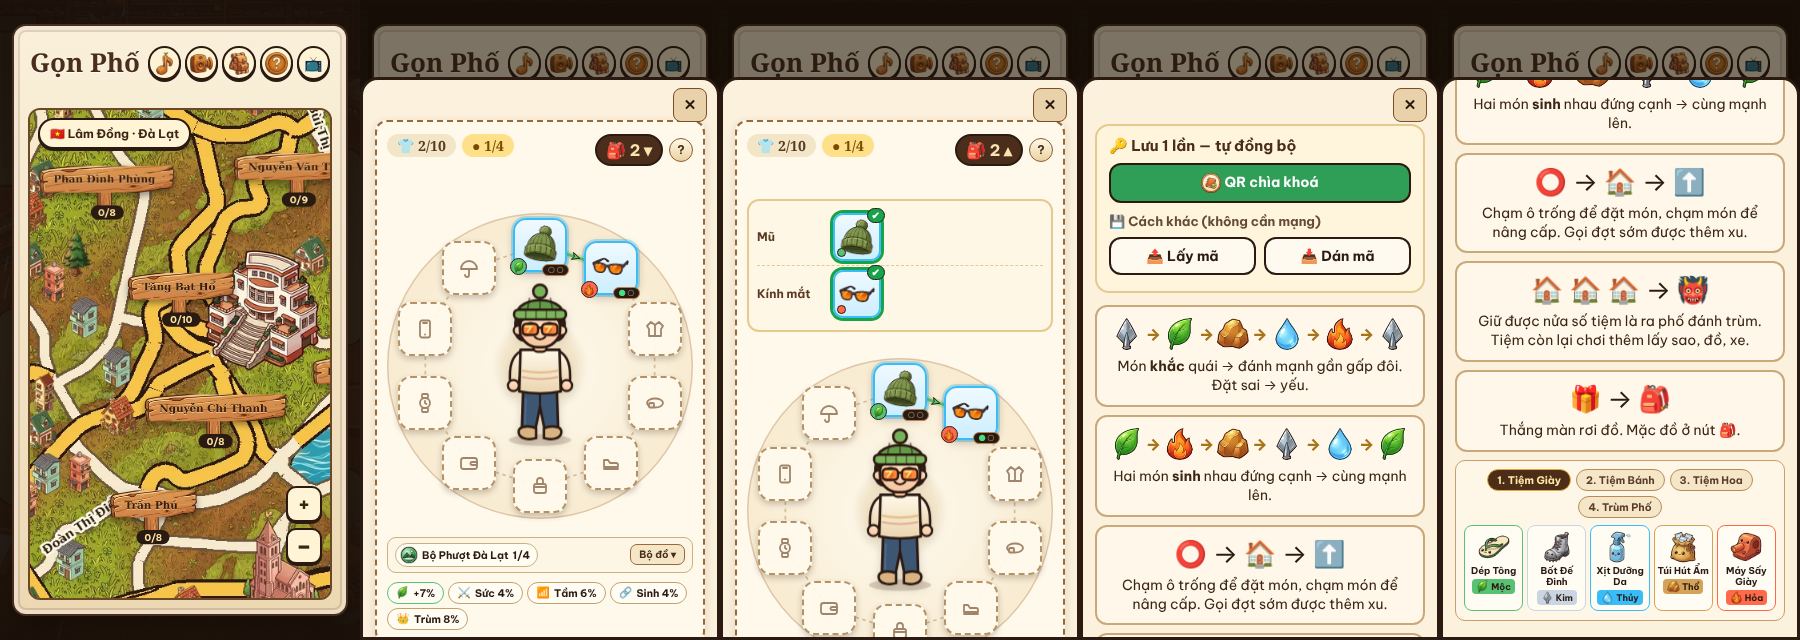 Gọn Phố
🇻🇳 Lâm Đồng · Đà Lạt
Phan Đình Phùng
0/8
Nguyễn Văn T
0/9
Tăng Bạt Hổ
0/10
Nguyễn Chí Thanh
0/8
Trần Phú
0/8
+
−
Gọn Phố
×
2/10
● 1/4
2 ▾
?
Bộ Phượt Đà Lạt 1/4
Bộ đồ ▾
+7%
Sức 4%
Tầm 6%
Sinh 4%
Trùm 8%
Gọn Phố
×
2/10
● 1/4
2 ▴
?
Mũ
Kính mắt
Gọn Phố
×
🔑 Lưu 1 lần — tự đồng bộ
QR chìa khoá
💾 Cách khác (không cần mạng)
📤 Lấy mã
📥 Dán mã
Món khắc quái → đánh mạnh gần gấp đôi.
Đặt sai → yếu.
Hai món sinh nhau đứng cạnh → cùng mạnh
lên.
Chạm ô trống để đặt món, chạm món để
nâng cấp. Gọi đợt sớm được thêm xu.
Gọn Phố
Hai món sinh nhau đứng cạnh → cùng mạnh
lên.
Chạm ô trống để đặt món, chạm món để
nâng cấp. Gọi đợt sớm được thêm xu.
Giữ được nửa số tiệm là ra phố đánh trùm.
Tiệm còn lại chơi thêm lấy sao, đồ, xe.
Thắng màn rơi đồ. Mặc đồ ở nút 🎒.
1. Tiệm Giày
2. Tiệm Bánh
3. Tiệm Hoa
4. Trùm Phố
Dép Tông
Mộc
Bốt Đế
Đinh
Kim
Xịt Dưỡng
Da
Thủy
Túi Hút Ẩm
Thổ
Máy Sấy
Giày
Hỏa